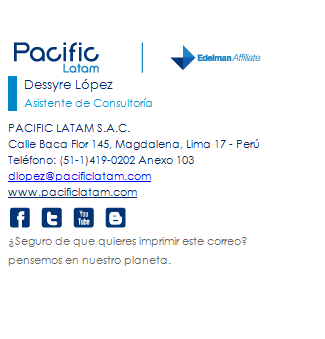 Pacific
Latam
Edelman Affiliate
Dessyre López
Asistente de Consultoría
PACIFIC LATAM S.A.C.
Calle Baca Flor 145, Magdalena, Lima 17 - Perú
Teléfono: (51-1)419-0202 Anexo 103
dlopez@pacificlatam.com
www.pacificlatam.com
You
Tube
¿Seguro de que quieres imprimir este correo?
pensemos en nuestro planeta.